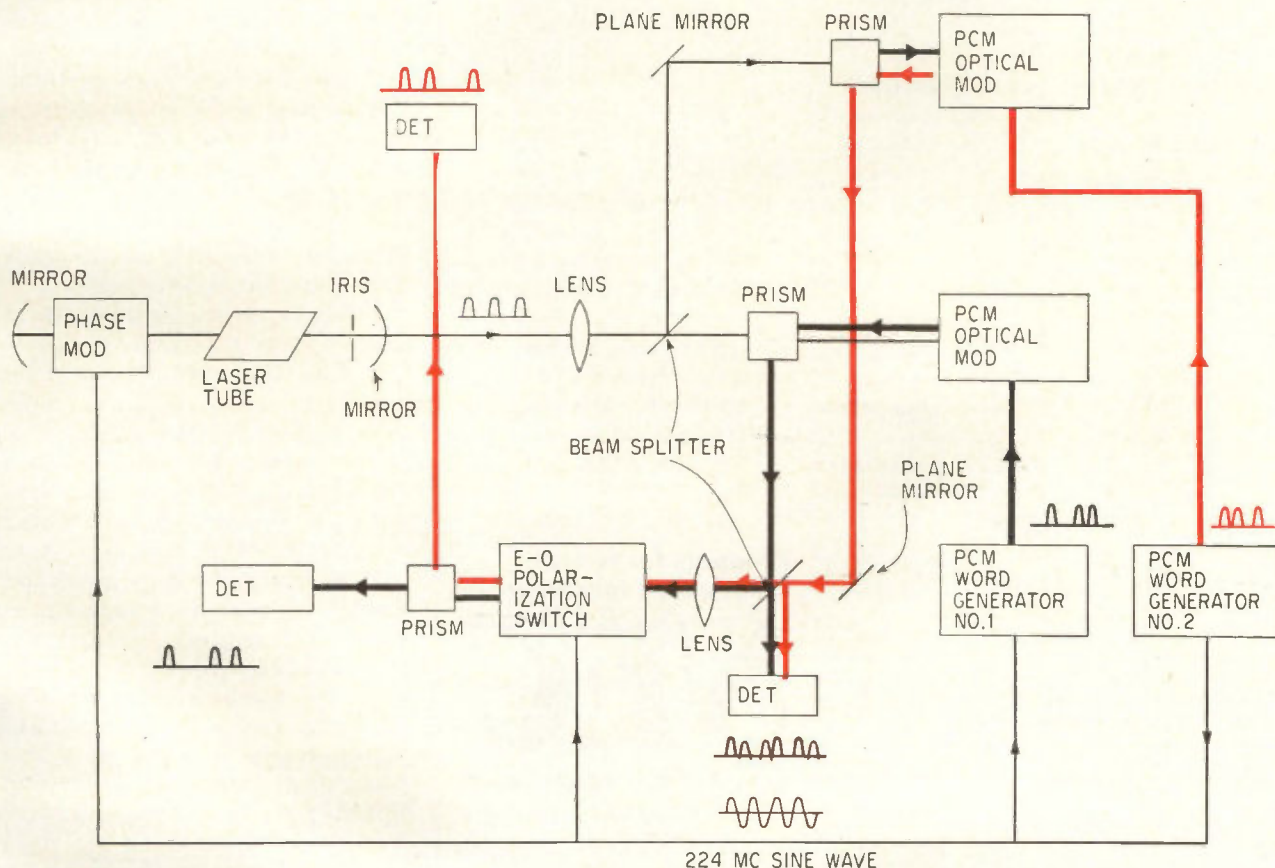 PLANE MIRROR
PRISM
PCM
OPTICAL
MOD
DET
MIRROR
PHASE
MOD
LASER
TUBE
IRIS
MIRROR
LENS
PRISM
PCM
OPTICAL
MOD
BEAM SPLITTER
PLANE
MIRROR
DET
PRISM
E-O
POLAR-
IZATION
SWITCH
LENS
DET
PCM
WORD
GENERATOR
NO.1
PCM
WORD
GENERATOR
NO.2
224 MC SINE WAVE